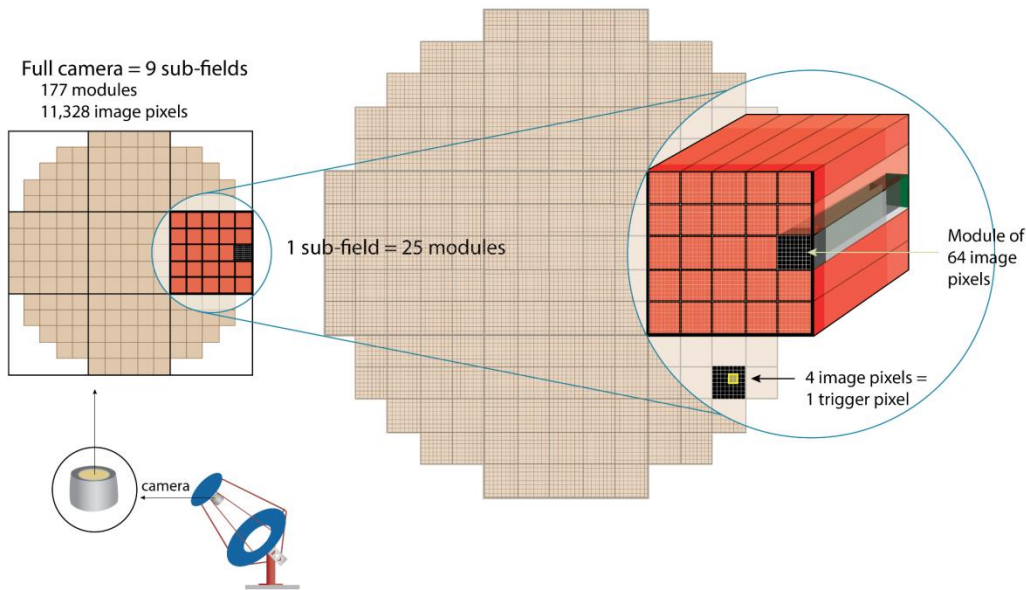 Full camera = 9 sub-fields
177 modules
11,328 image pixels
1 sub-field = 25 modules
Module of
64 image
pixels
4 image pixels =
1 trigger pixel
camera